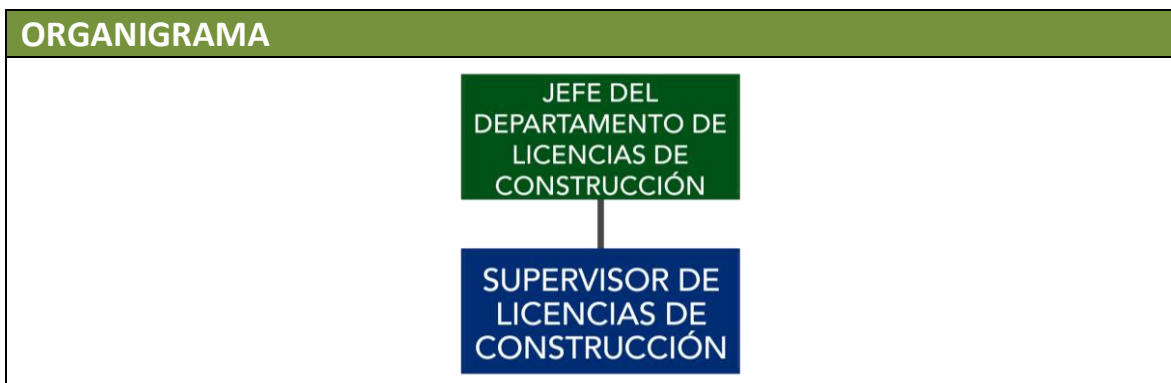 ORGANIGRAMA
JEFE DEL
DEPARTAMENTO DE
LICENCIAS DE
CONSTRUCCIÓN
SUPERVISOR DE
LICENCIAS DE
CONSTRUCCIÓN